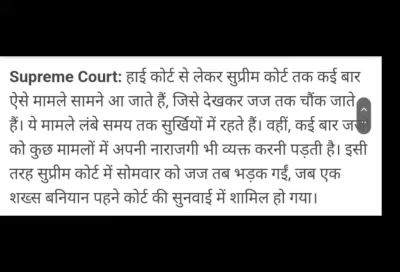 Supreme Court: हाई कोर्ट से लेकर सुप्रीम कोर्ट तक कई बार
ऐसे मामले सामने आ जाते हैं, जिसे देखकर जज तक चौंक जाते
हैं। ये मामले लंबे समय तक सुर्खियों में रहते हैं। वहीं, कई बार
को कुछ मामलों में अपनी नाराजगी भी व्यक्त करनी पड़ती है। इसी
तरह सुप्रीम कोर्ट में सोमवार को जज तब भड़क गईं, जब एक
शख्स बनियान पहने कोर्ट की सुनवाई में शामिल हो गया।